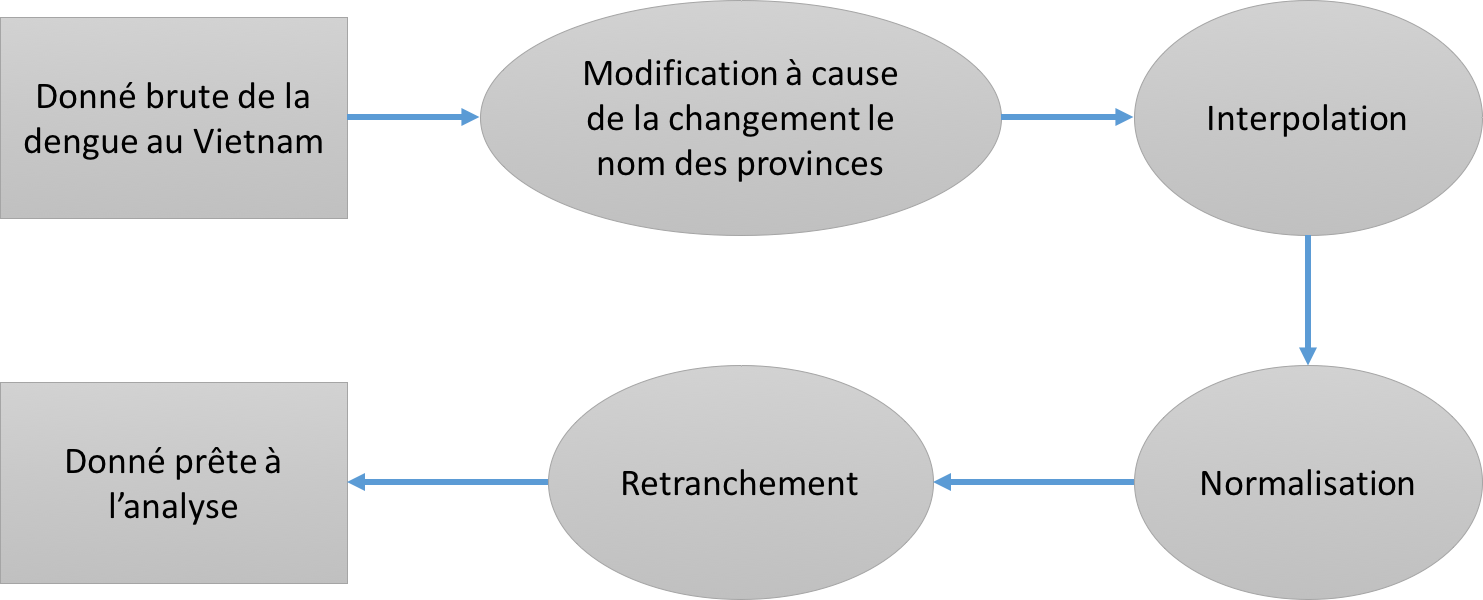 Donné brute de la
dengue au Vietnam
Modification à cause
de la changement le
nom des provinces
Interpolation
Normalisation
Retranchement
Donné prête à
l’analyse